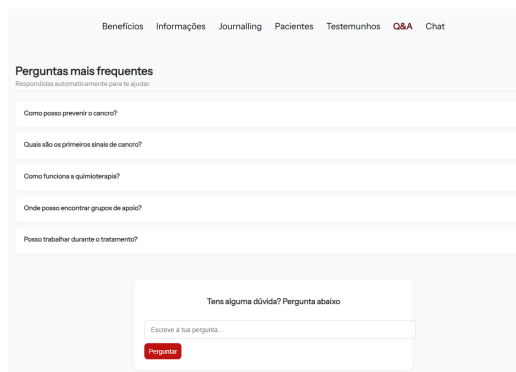 Benefícios Informações Journalling Pacientes Testemunhos Q&A Chat
Perguntas mais frequentes
Respondidas automaticamente para te ajudar.
Como posso prevenir o cancro?
Quais são os primeiros sinais de cancro?
Como funciona a quimioterapia?
Onde posso encontrar grupos de apoio?
Posso trabalhar durante o tratamento?
Tens alguma dúvida? Pergunta abaixo
Escreve a tua pergunta...
Perguntar